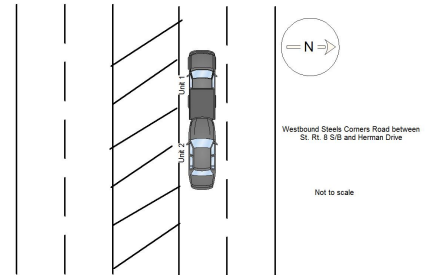 N
Unit 1
Westbound Steels Corners Road between
St. Rt. 8 S/B and Herman Drive
Unit 2
Not to scale